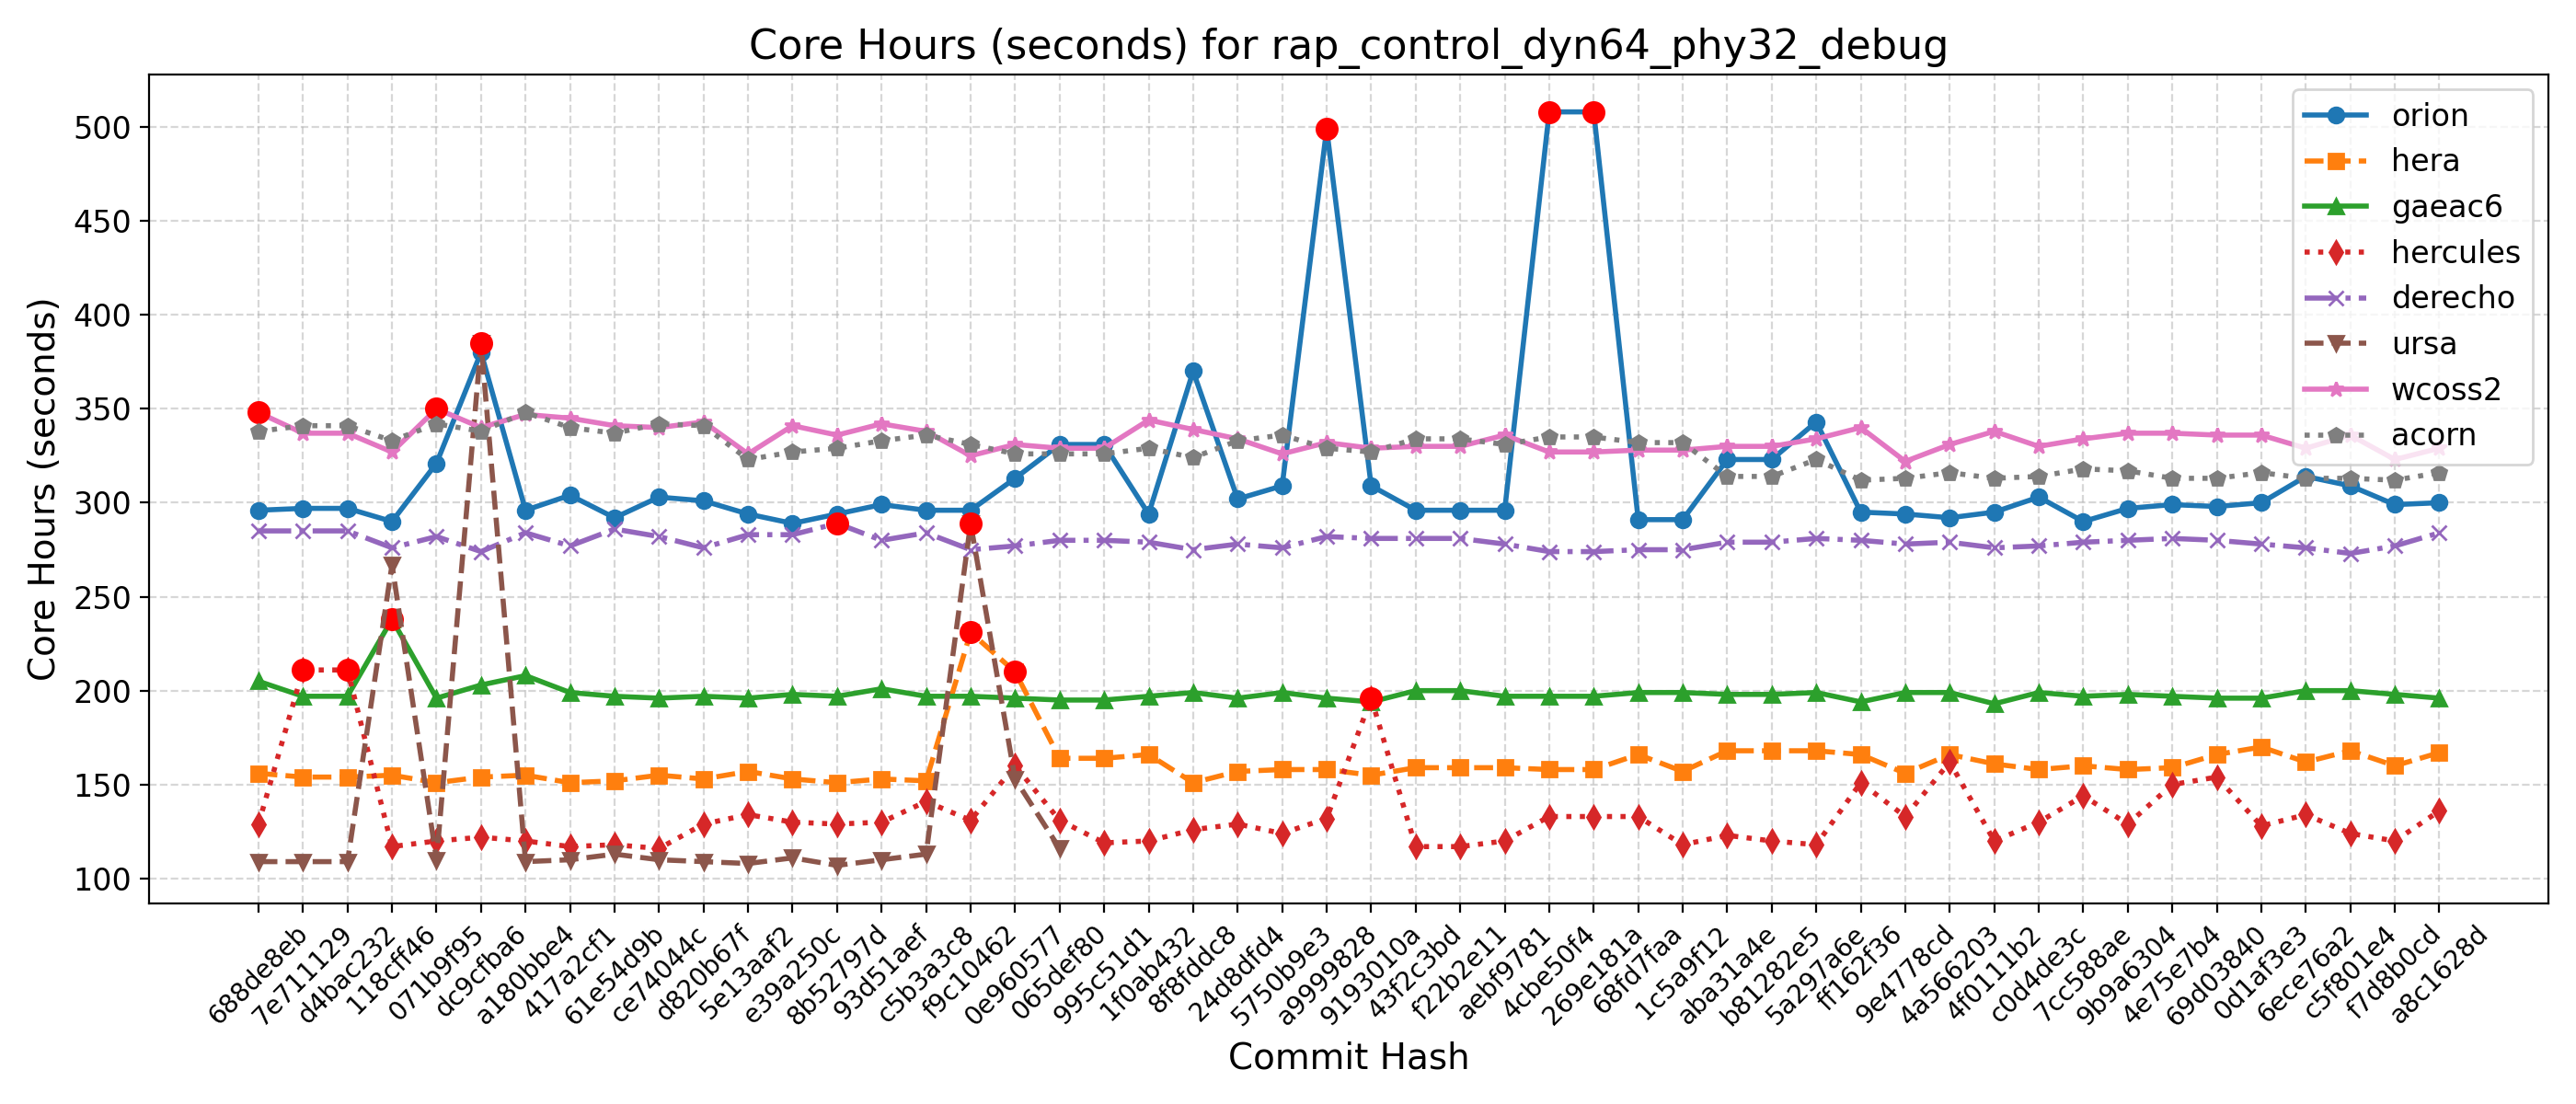 Core Hours (seconds) for rap_control_dyn64_phy32_debug
Core Hours (seconds)
500
450
400
350
300
250
200
150
100
orion
hera
gaeac6
hercules
derecho
ursa
wcoss2
acorn
688de8eb
7e711129
d4bac232
118cff46
071b9f95
dc9cfba6
a180bbe4
417a2cf1
61e54d9b
ce74044c
d820b67f
5e13aaf2
e39a250c
8b52797d
93d51aef
c5b3a3c8
f9c10462
0e960577
065def80
995c51d1
1f0ab432
8f8fddc8
24d8dfd4
5750b9e3
a9999828
9193010a
43f2c3bd
f22b2e11
aebf9781
4cbe50f4
269e181a
68fd7faa
1c5a9f12
aba31a4e
b81282e5
5a297a6e
ff162f36
9e4778cd
4a566203
4f0111b2
c0d4de3c
7cc588ae
9b9a6304
4e75e7b4
69d03840
0d1af3e3
6ece76a2
c5f801e4
f7d8b0cd
a8c1628d
Commit Hash